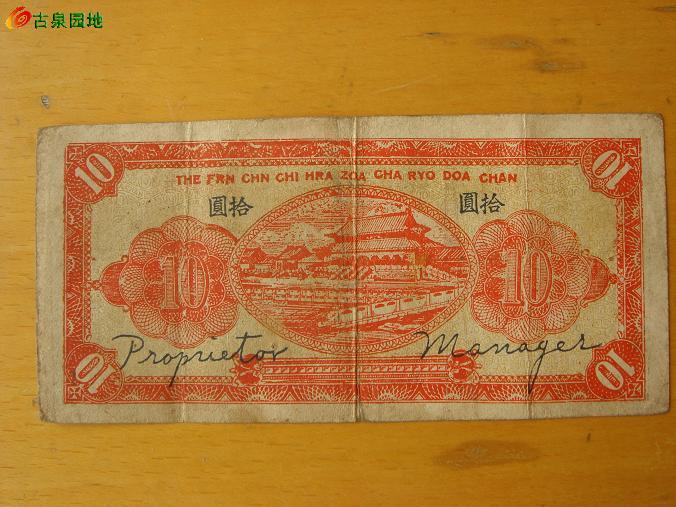 古泉园地
10
10
THE FRN CHN CHI HRA ZOA CHA RYO DOA CHAN
圓拾
圓拾
10
10
Proprietor
Manager
10
10